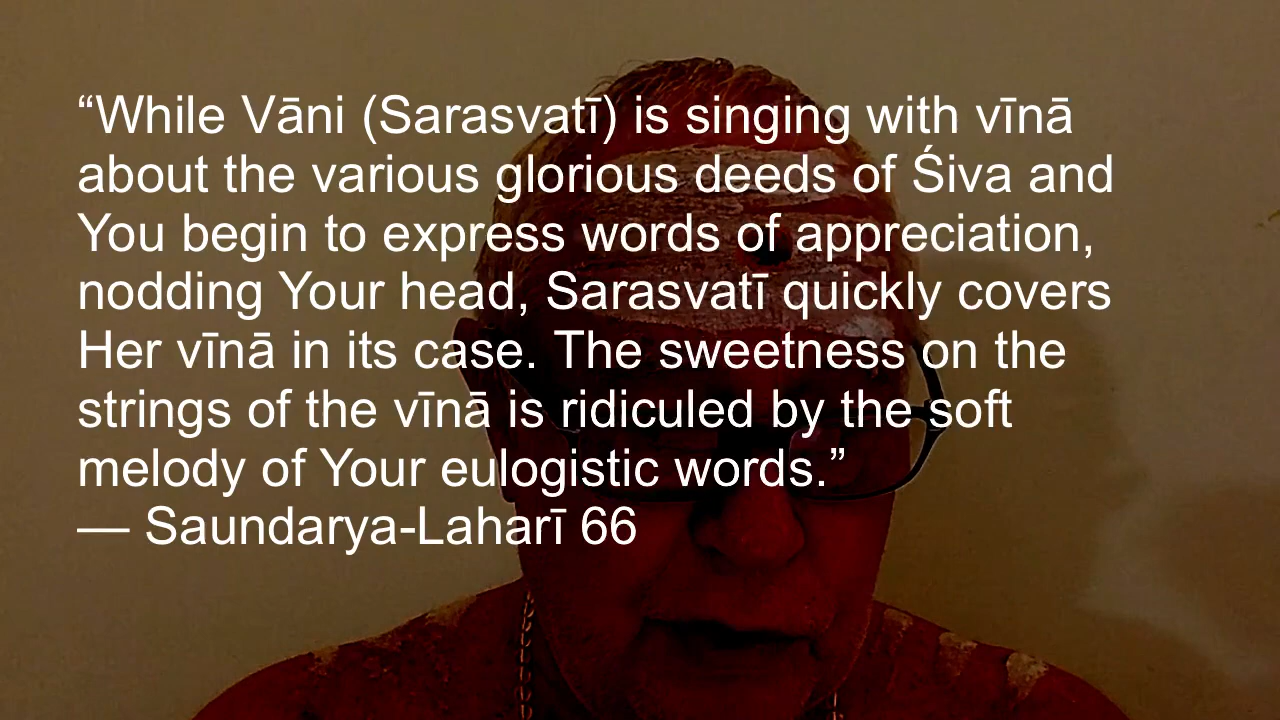 “While Vāni (Sarasvatī) is singing with vīnā
about the various glorious deeds of Śiva and
You begin to express words of appreciation,
nodding Your head, Sarasvatī quickly covers
Her vīnā in its case. The sweetness on the
strings of the vīnā is ridiculed by the soft
melody of Your eulogistic words.”
— Saundarya-Laharī 66